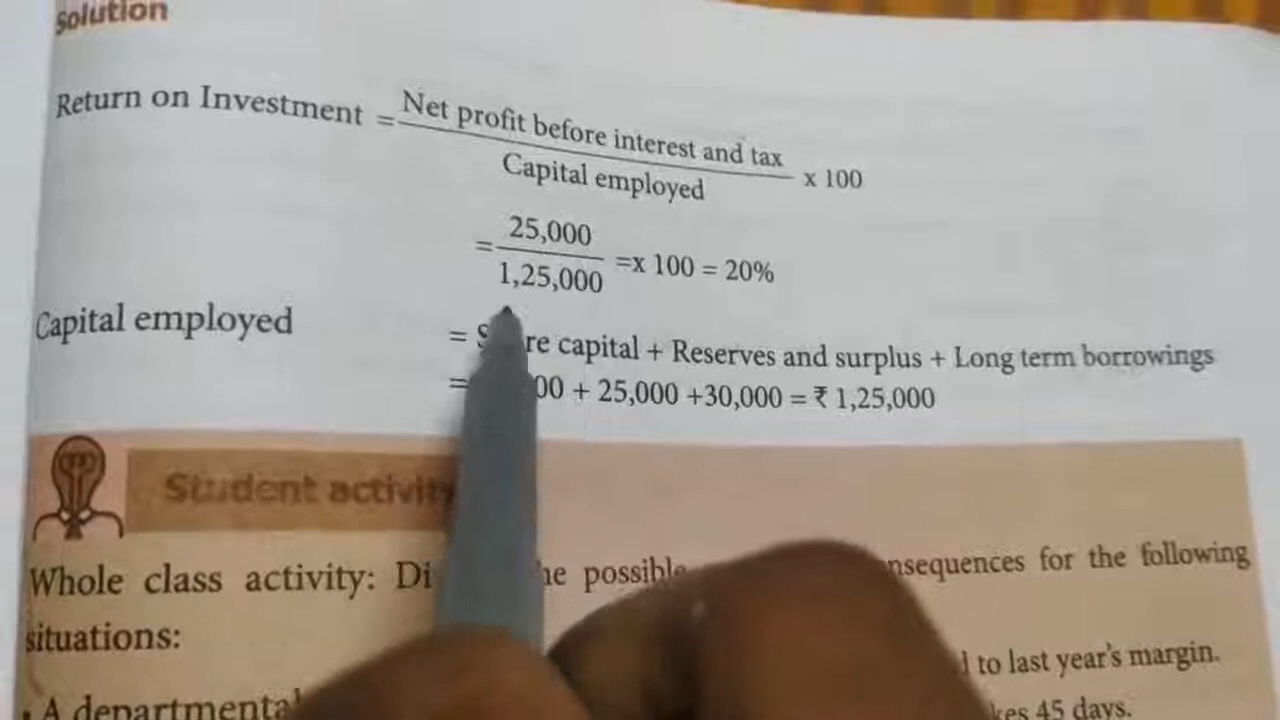 Solution
Return on Investment = Net profit before interest and tax
Capital employed x 100
= 25,000
1,25,000 =x 100 = 20%
Capital employed = re capital + Reserves and surplus + Long term borrowings
= 00 + 25,000 +30,000 = ₹ 1,25,000
Student activity
Whole class activity: Di he possible nsequences for the following
situations:
to last year's margin.
A departmental kes 45 days.